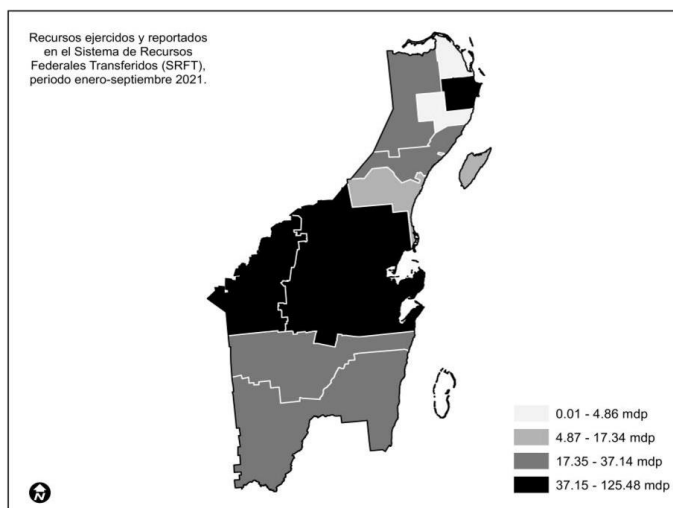 Recursos ejercidos y reportados
en el Sistema de Recursos
Federales Transferidos (SRFT),
periodo enero-septiembre 2021.
0.01 - 4.86 mdp
4.87 - 17.34 mdp
17.35 - 37.14 mdp
37.15 - 125.48 mdp
N